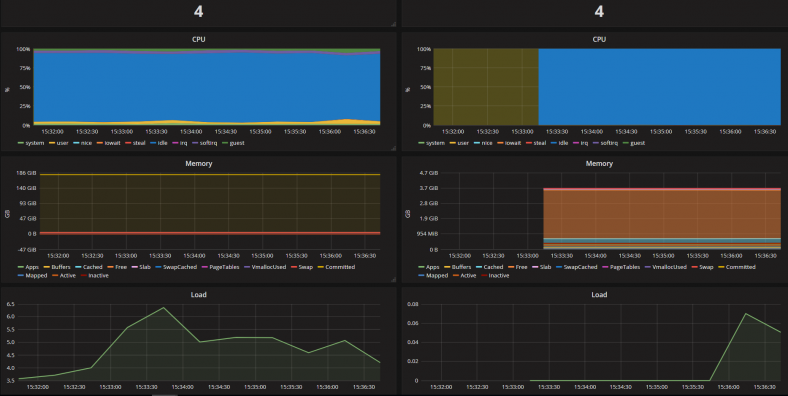 4 4
CPU CPU
100% 100%
75% 75%
% 50% % 50%
25% 25%
0% 0%
15:32:00 15:32:30 15:33:00 15:33:30 15:34:00 15:34:30 15:35:00 15:35:30 15:36:00 15:36:30 15:32:00 15:32:30 15:33:00 15:33:30 15:34:00 15:34:30 15:35:00 15:35:30 15:36:00 15:36:30
system user nice iowait steal idle irq softirq guest system user nice iowait steal idle irq softirq guest
Memory Memory
186 GiB 4.7 GiB
140 GiB 3.7 GiB
93 GiB 2.8 GiB
GB 47 GiB GB 1.9 GiB
0 B 954 MiB
-47 GiB 0 B
15:32:00 15:32:30 15:33:00 15:33:30 15:34:00 15:34:30 15:35:00 15:35:30 15:36:00 15:36:30 15:32:00 15:32:30 15:33:00 15:33:30 15:34:00 15:34:30 15:35:00 15:35:30 15:36:00 15:36:30
Apps Buffers Cached Free Slab SwapCached PageTables VmallocUsed Swap Committed Apps Buffers Cached Free Slab SwapCached PageTables VmallocUsed Swap Committed
Mapped Active Inactive Mapped Active Inactive
Load Load
6.5 0.08
6.0
5.5 0.06
5.0 0.04
4.5
4.0 0.02
3.5 0
15:32:00 15:32:30 15:33:00 15:33:30 15:34:00 15:34:30 15:35:00 15:35:30 15:36:00 15:36:30 15:32:00 15:32:30 15:33:00 15:33:30 15:34:00 15:34:30 15:35:00 15:35:30 15:36:00 15:36:30